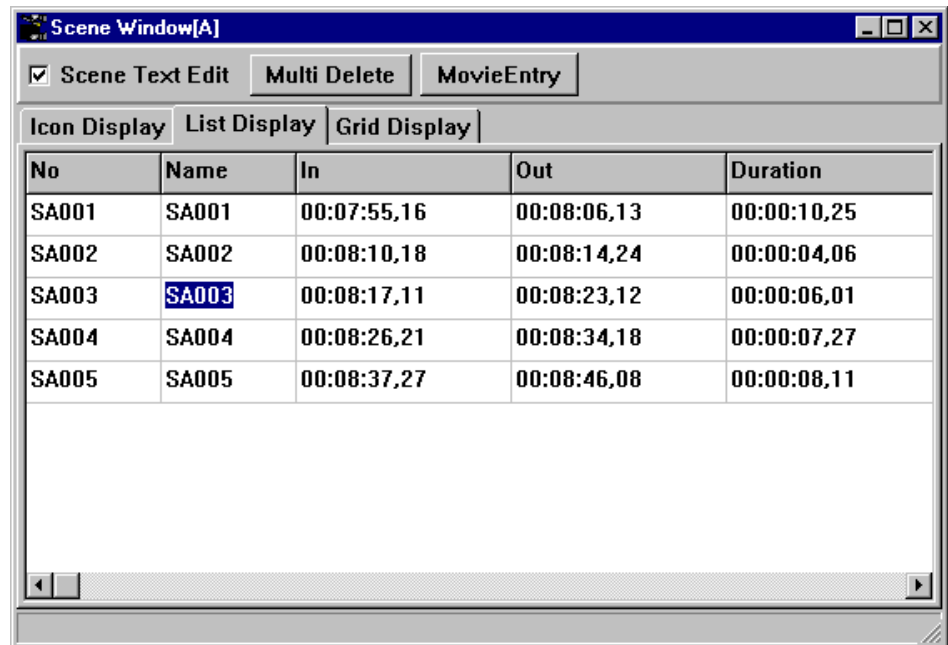 Scene Window[A]
Scene Text Edit Multi Delete MovieEntry
Icon Display List Display Grid Display
No Name In Out Duration
SA001 SA001 00:07:55,16 00:08:06,13 00:00:10,25
SA002 SA002 00:08:10,18 00:08:14,24 00:00:04,06
SA003 SA003 00:08:17,11 00:08:23,12 00:00:06,01
SA004 SA004 00:08:26,21 00:08:34,18 00:00:07,27
SA005 SA005 00:08:37,27 00:08:46,08 00:00:08,11